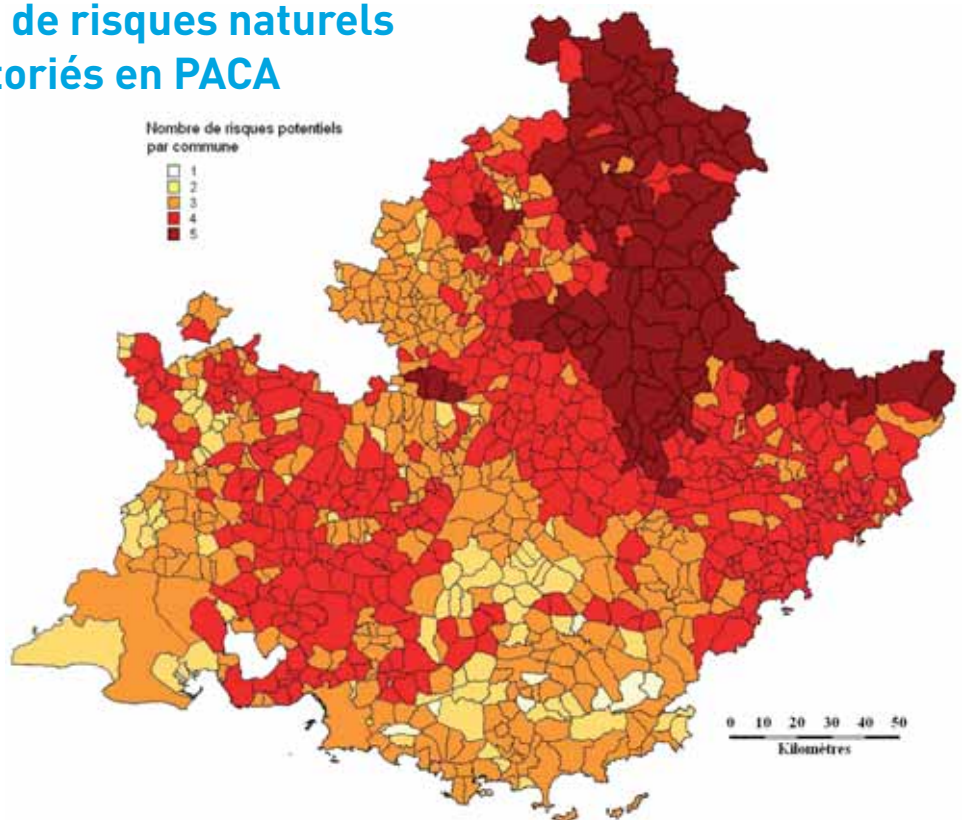 de risques naturels
toriés en PACA
Nombre de risques potentiels
par commune
1
2
3
4
5
0 10 20 30 40 50
Kilomètres